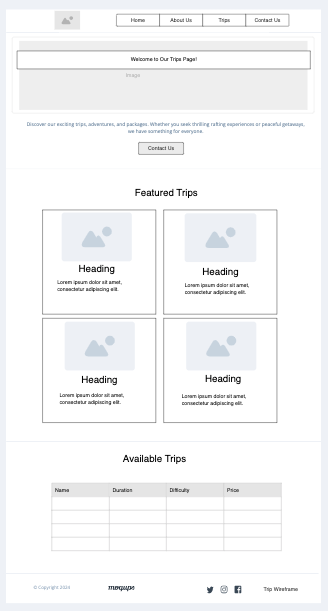 Home About Us Trips Contact Us
Welcome to Our Trips Page!
Image
Discover our exciting trips, adventures, and packages. Whether you seek thrilling rafting experiences or peaceful getaways,
we have something for everyone.
Contact Us
Featured Trips
Heading
Lorem ipsum dolor sit amet,
consectetur adipiscing elit.
Heading
Lorem ipsum dolor sit amet,
consectetur adipiscing elit.
Heading
Lorem ipsum dolor sit amet,
consectetur adipiscing elit.
Heading
Lorem ipsum dolor sit amet,
consectetur adipiscing elit.
Available Trips
Name Duration Difficulty Price
© Copyright 2024 moqups Trip Wireframe